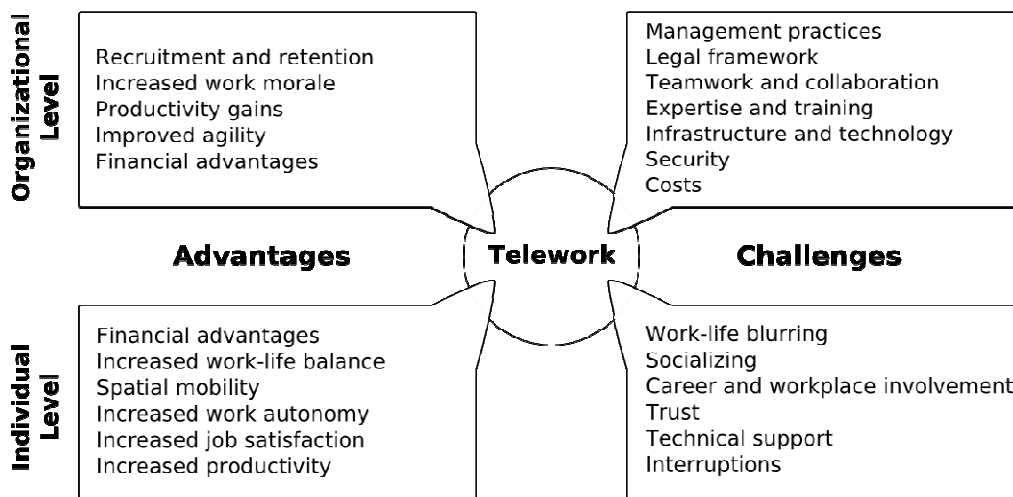 Organizational
Level
Recruitment and retention
Increased work morale
Productivity gains
Improved agility
Financial advantages
Management practices
Legal framework
Teamwork and collaboration
Expertise and training
Infrastructure and technology
Security
Costs
Advantages
Telework
Challenges
Individual
Level
Financial advantages
Increased work-life balance
Spatial mobility
Increased work autonomy
Increased job satisfaction
Increased productivity
Work-life blurring
Socializing
Career and workplace involvement
Trust
Technical support
Interruptions